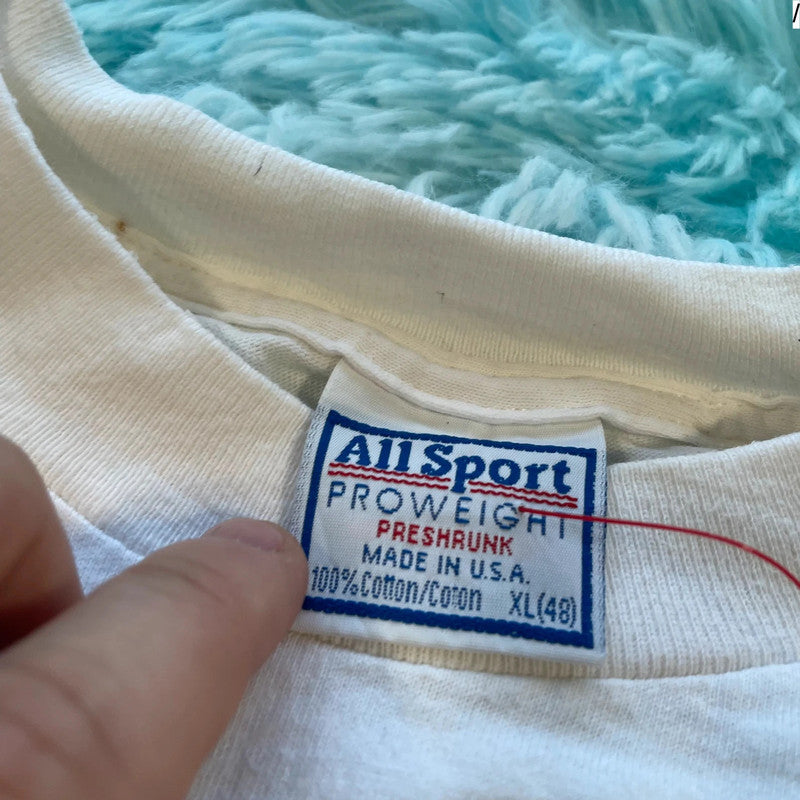 All Sport
PROWEIGHT
PRESHRUNK
MADE IN U.S.A.
100% Cotton/Coton XL(48)